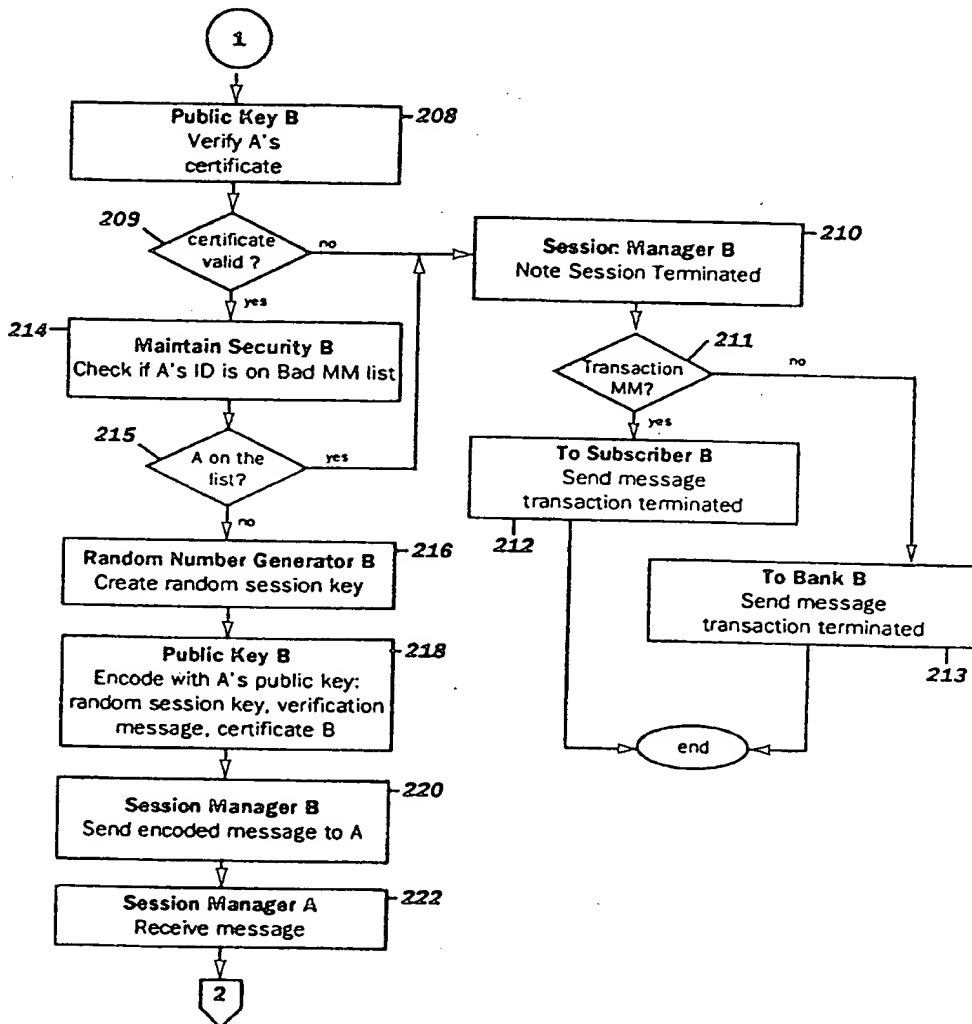 1
Public Key B
Verify A's
certificate
208
209
certificate
valid ?
no
yes
Session Manager B
Note Session Terminated
210
214
Maintain Security B
Check if A's ID is on Bad MM list
211
Transaction
MM?
no
yes
215
A on the
list?
yes
no
To Subscriber B
Send message
transaction terminated
212
Random Number Generator B
Create random session key
216
To Bank B
Send message
transaction terminated
213
Public Key B
Encode with A's public key:
random session key, verification
message, certificate B
218
end
Session Manager B
Send encoded message to A
220
Session Manager A
Receive message
222
2